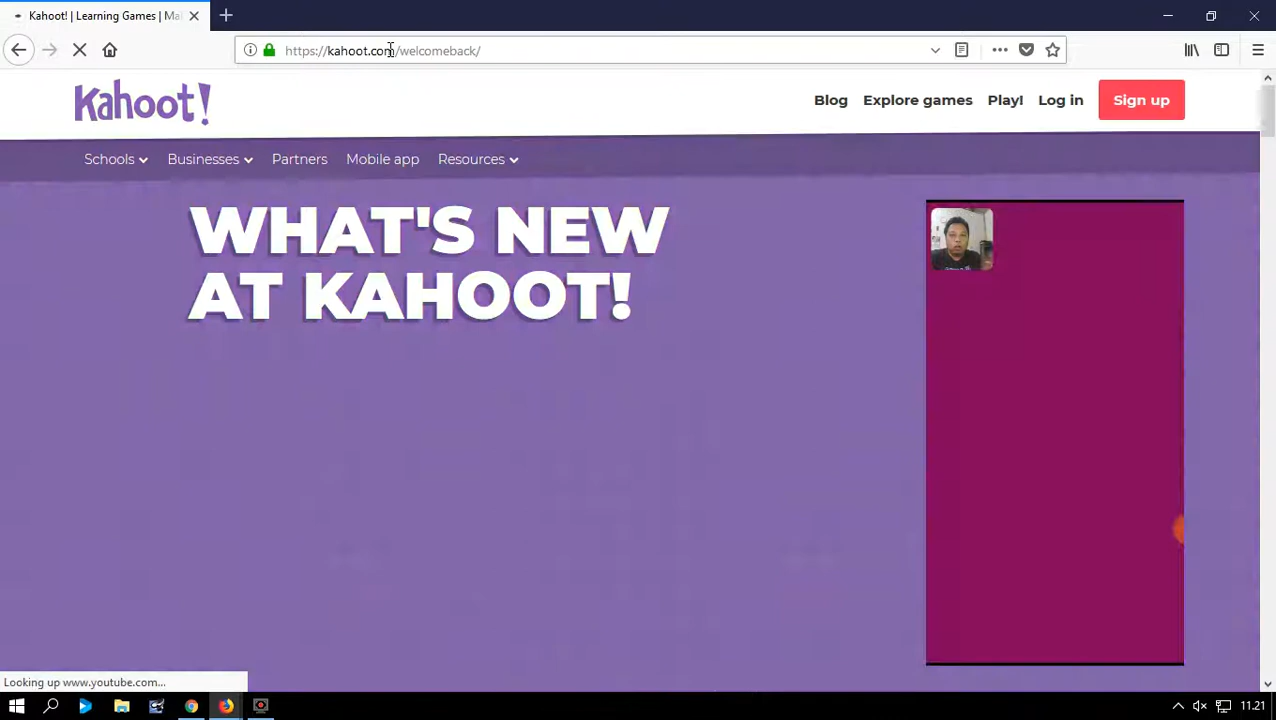 Kahoot! | Learning Games | Ma
https://kahoot.com/welcomeback/
Kahoot!
Blog
Explore games
Play!
Log in
Sign up
Schools
Businesses
Partners
Mobile app
Resources
WHAT'S NEW
AT KAHOOT!
Looking up www.youtube.com...
11.21